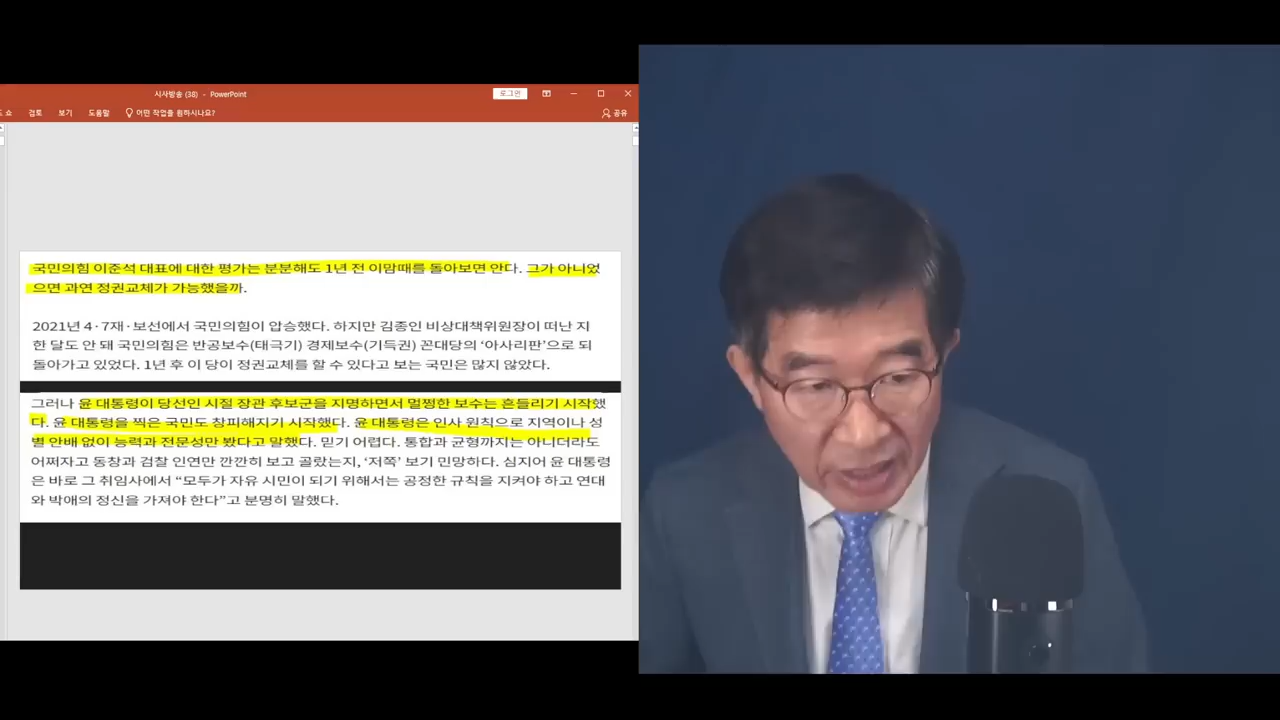 시사방송 (38) - PowerPoint
로그인
쇼 검토 보기 도움말 어떤 작업을 원하시나요? 공유
국민의힘 이준석 대표에 대한 평가는 분분해도 1년 전 이맘때를 돌아보면 안다. 그가 아니었
으면 과연 정권교체가 가능했을까.
2021년 4·7재·보선에서 국민의힘이 압승했다. 하지만 김종인 비상대책위원장이 떠난 지
한 달도 안 돼 국민의힘은 반공보수(태극기) 경제보수(기득권) 꼰대당의 ‘아사리판’으로 되
돌아가고 있었다. 1년 후 이 당이 정권교체를 할 수 있다고 보는 국민은 많지 않았다.
그러나 윤 대통령이 당선인 시절 장관 후보군을 지명하면서 멀쩡한 보수는 흔들리기 시작했
다. 윤 대통령을 찍은 국민도 창피해지기 시작했다. 윤 대통령은 인사 원칙으로 지역이나 성
별 안배 없이 능력과 전문성만 봤다고 말했다. 믿기 어렵다. 통합과 균형까지는 아니더라도
어쩌자고 동창과 검찰 인연만 깐깐히 보고 골랐는지, ‘저쪽’ 보기 민망하다. 심지어 윤 대통령
은 바로 그 취임사에서 “모두가 자유 시민이 되기 위해서는 공정한 규칙을 지켜야 하고 연대
와 박애의 정신을 가져야 한다”고 분명히 말했다.